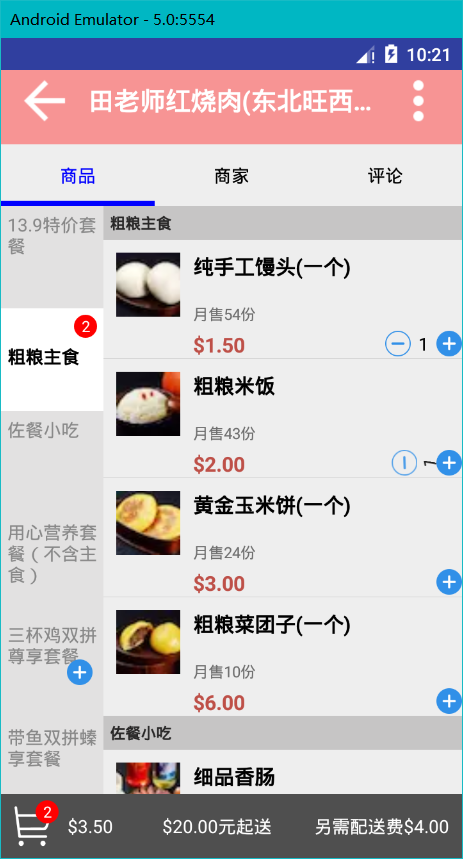 Android Emulator - 5.0:5554
10:21
田老师红烧肉(东北旺西...
商品
商家
评论
13.9特价套
餐
2
粗粮主食
佐餐小吃
用心营养套
餐（不含主
食）
三杯鸡双拼
尊享套餐
带鱼双拼臻
享套餐
粗粮主食
纯手工馒头(一个)
月售54份
$1.50
1
粗粮米饭
月售43份
$2.00
1
黄金玉米饼(一个)
月售24份
$3.00
粗粮菜团子(一个)
月售10份
$6.00
佐餐小吃
细品香肠
2
$3.50
$20.00元起送
另需配送费$4.00